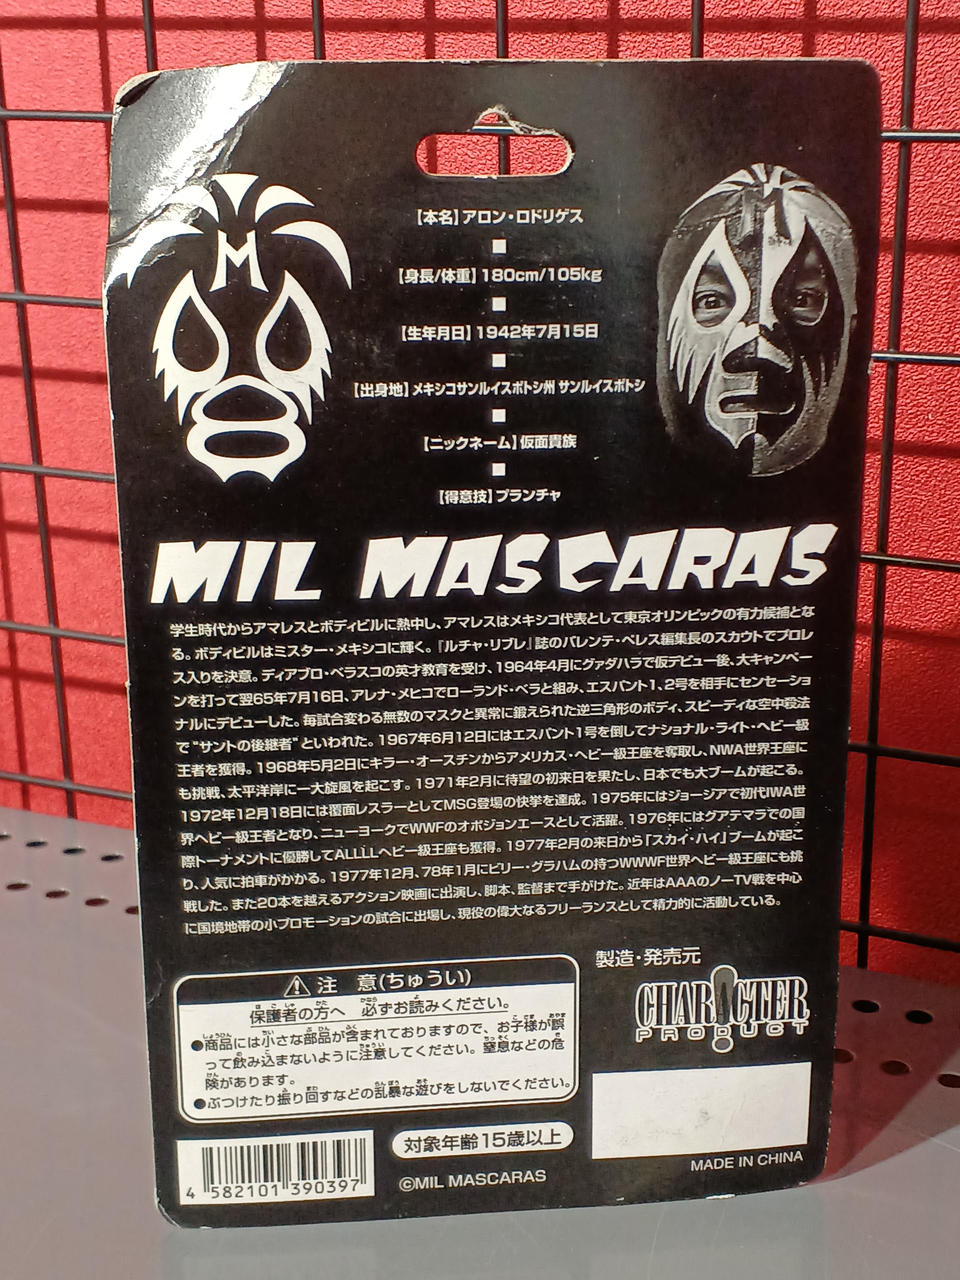 【本名】アロン・ロドリゲス
【身長/体重】180cm/105kg
【生年月日】1942年7月15日
【出身地】メキシコサンルイスポトシ州 サンルイスポトシ
【ニックネーム】仮面貴族
【得意技】プランチャ
M
MIL MASCARAS
学生時代からアマレスとボディビルに熱中し、アマレスはメキシコ代表として東京オリンピックの有力候補とな
る。ボディビルはミスター・メキシコに輝く。『ルチャ・リブレ』誌のバレンテ・ペレス編集長のスカウトでプロレ
ス入りを決意。ディアブロ・ベラスコの英才教育を受け、1964年4月にグァダハラで仮デビュー後、大キャンペー
ンを打って翌65年7月16日、アレナ・メヒコでローランド・ベラと組み、エスパント1、2号を相手にセンセーショ
ナルにデビューした。毎試合変わる無数のマスクと異常に鍛えられた逆三角形のボディ、スピーディな空中殺法
で"サントの後継者"といわれた。1967年6月12日にはエスパント1号を倒してナショナル・ライト・ヘビー級
王者を獲得。1968年5月2日にキラー・オースチンからアメリカス・ヘビー級王座を奪取し、NWA世界王座に
も挑戦、太平洋岸に一大旋風を起こす。1971年2月に待望の初来日を果たし、日本でも大ブームが起こる。
1972年12月18日には覆面レスラーとしてMSG登場の快挙を達成。1975年にはジョージアで初代IWA世
界ヘビー級王者となり、ニューヨークでWWFのオポジションエースとして活躍。1976年にはグアテマラでの国
際トーナメントに優勝してALLLLヘビー級王座も獲得。1977年2月の来日から「スカイ・ハイ」ブームが起こ
り、人気に拍車がかかる。1977年12月、78年1月にビリー・グラハムの持つWWWF世界ヘビー級王座にも挑
戦した。また20本を越えるアクション映画に出演し、脚本、監督まで手がけた。近年はAAAのノーTV戦を中心
に国境地帯の小プロモーションの試合に出場し、現役の偉大なるフリーランスとして精力的に活動している。
製造・発売元
CHARACTER
PRODUCT
注 意(ちゅうい)
保護者の方へ 必ずお読みください。
●商品には小さな部品が含まれておりますので、お子様が誤
って飲み込まないように注意してください。窒息などの危
険があります。
●ぶつけたり振り回すなどの乱暴な遊びをしないでください。
対象年齢15歳以上
4 582101 390397
©MIL MASCARAS
MADE IN CHINA